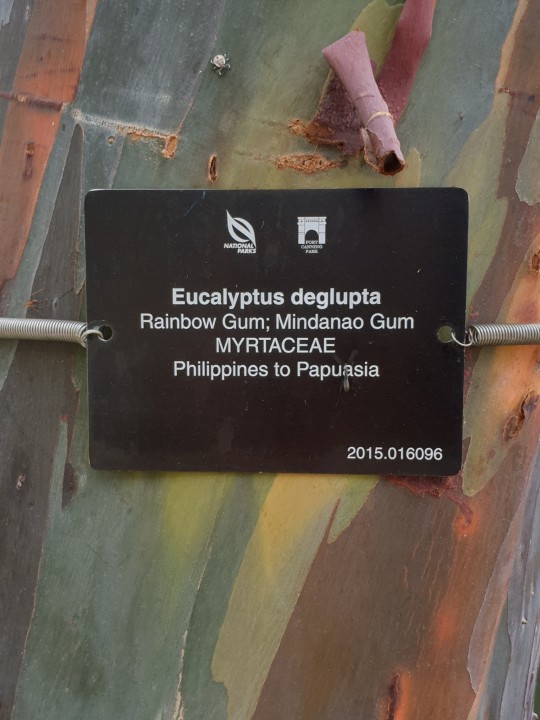 NATIONAL
PARKS
FORT
CANNING
PARK
Eucalyptus deglupta
Rainbow Gum; Mindanao Gum
MYRTACEAE
Philippines to Papuasia
2015.016096